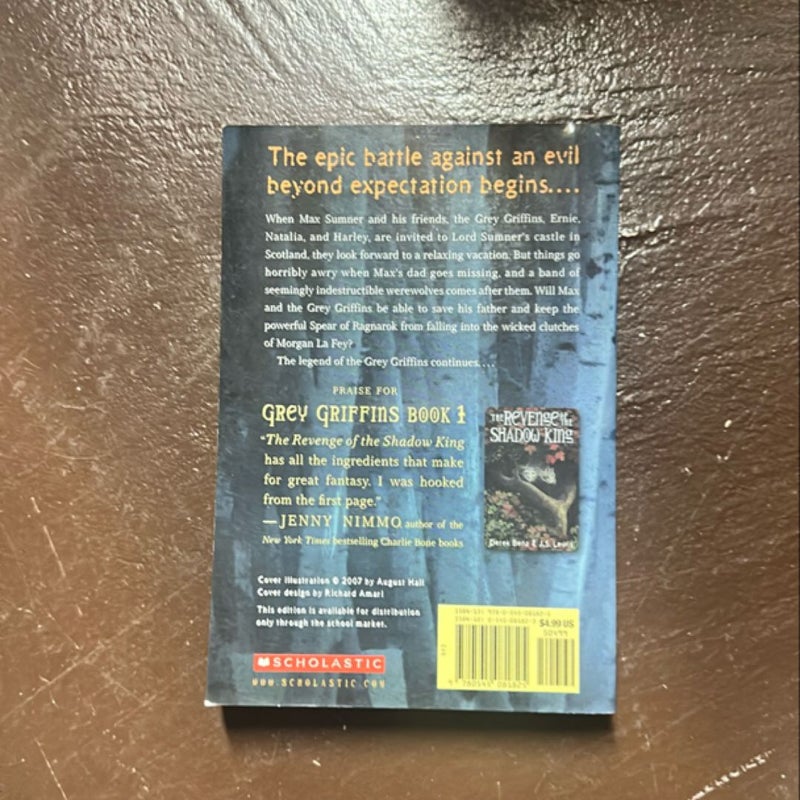 The epic battle against an evil
beyond expectation begins....
When Max Sumner and his friends, the Grey Griffins, Ernie,
Natalia, and Harley, are invited to Lord Sumner's castle in
Scotland, they look forward to a relaxing vacation. But things go
horribly awry when Max's dad goes missing, and a band of
seemingly indestructible werewolves comes after them. Will Max
and the Grey Griffins be able to save his father and keep the
powerful Spear of Ragnarok from falling into the wicked clutches
of Morgan La Fey?
The legend of the Grey Griffins continues....
PRAISE FOR
GREY GRIFFINS BOOK 1
"The Revenge of the Shadow King
has all the ingredients that make
for great fantasy. I was hooked
from the first page."
—JENNY NIMMO, author of the
New York Times bestselling Charlie Bone books
THE REVENGE OF THE
SHADOW KING
Derek Benz & J.S. Lewis
Cover illustration © 2007 by August Hall
Cover design by Richard Amari
This edition is available for distribution
only through the school market.
SCHOLASTIC
WWW.SCHOLASTIC.COM
$4.99 US
50499